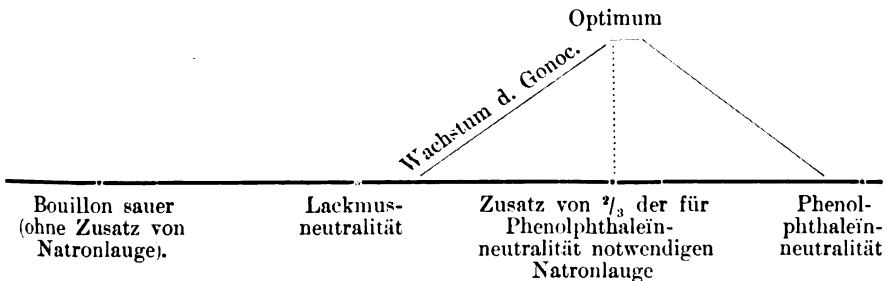 Optimum
Wachstum d. Gonoc.
Bouillon sauer
(ohne Zusatz von
Natronlauge).
Lackmus-
neutralität
Zusatz von ²/₃ der für
Phenolphthaleïn-
neutralität notwendigen
Natronlauge
Phenol-
phthaleïn-
neutralität